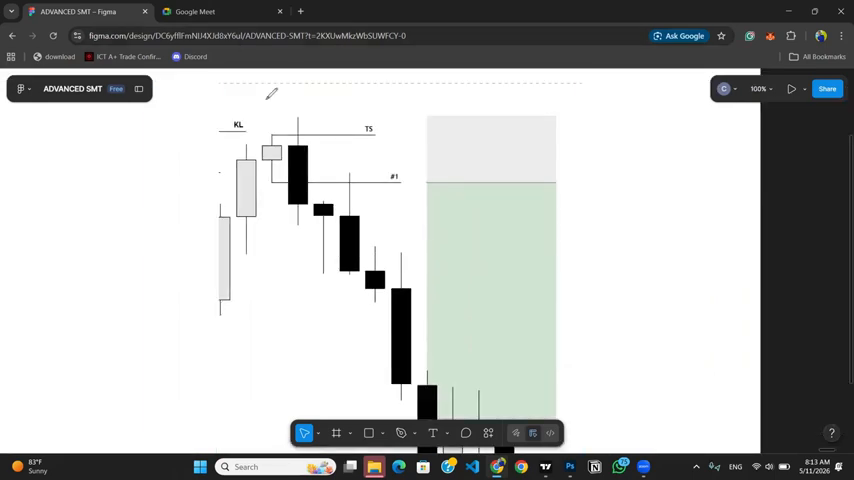 ADVANCED SMT – Figma
Google Meet
figma.com/design/DC6yfflFmNlJ4XJd8xY6ul/ADVANCED-SMT?t=2KXUwMkzWbSUWFCY-0
Ask Google
download
ICT A+ Trade Confir...
Discord
All Bookmarks
ADVANCED SMT
Free
C
100%
Share
KL
TS
#1
T
?
83°F
Sunny
Search
ENG
8:13 AM
5/11/2026